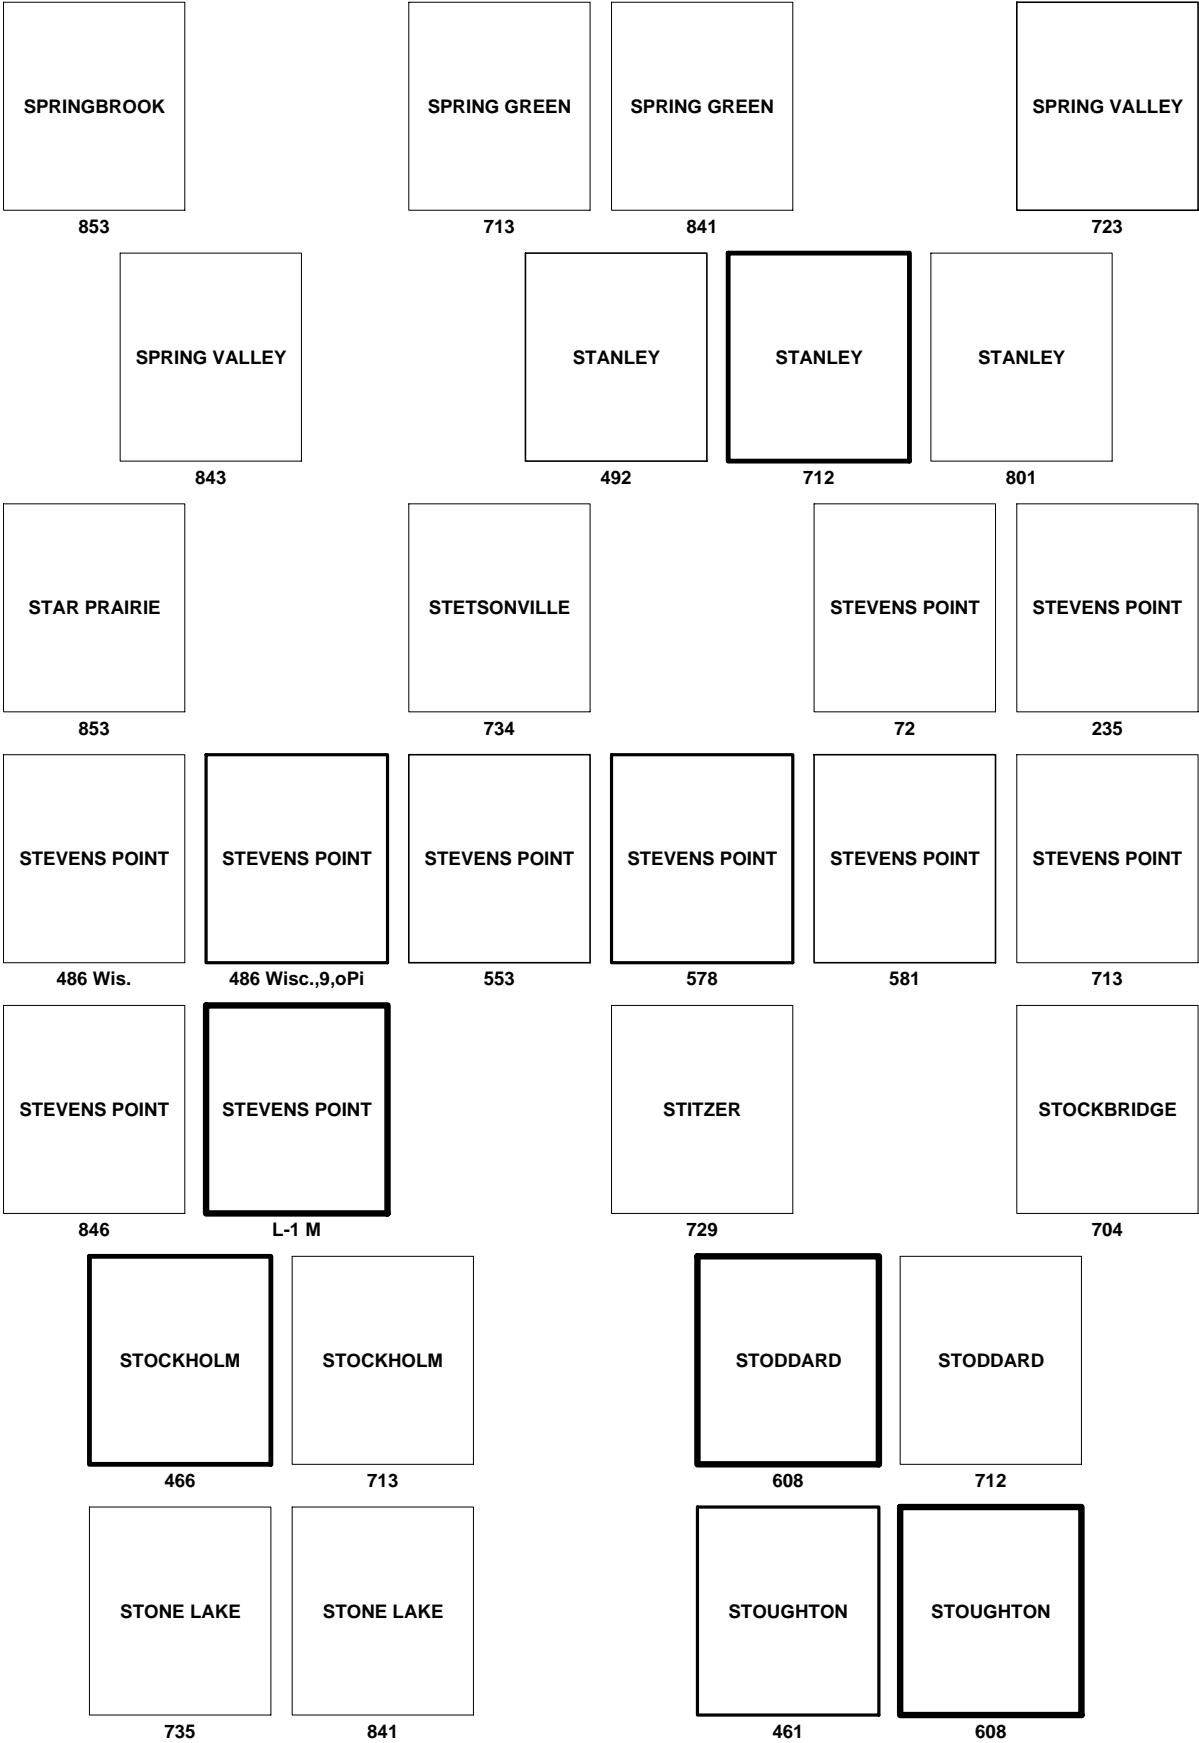 SPRINGBROOK SPRING GREEN SPRING GREEN SPRING VALLEY
853 713 841 723
SPRING VALLEY STANLEY STANLEY STANLEY
843 492 712 801
STAR PRAIRIE STETSONVILLE STEVENS POINT STEVENS POINT
853 734 72 235
STEVENS POINT STEVENS POINT STEVENS POINT STEVENS POINT STEVENS POINT STEVENS POINT
486 Wis. 486 Wisc.,9,oPi 553 578 581 713
STEVENS POINT STEVENS POINT STITZER STOCKBRIDGE
846 L-1 M 729 704
STOCKHOLM STOCKHOLM STODDARD STODDARD
466 713 608 712
STONE LAKE STONE LAKE STOUGHTON STOUGHTON
735 841 461 608